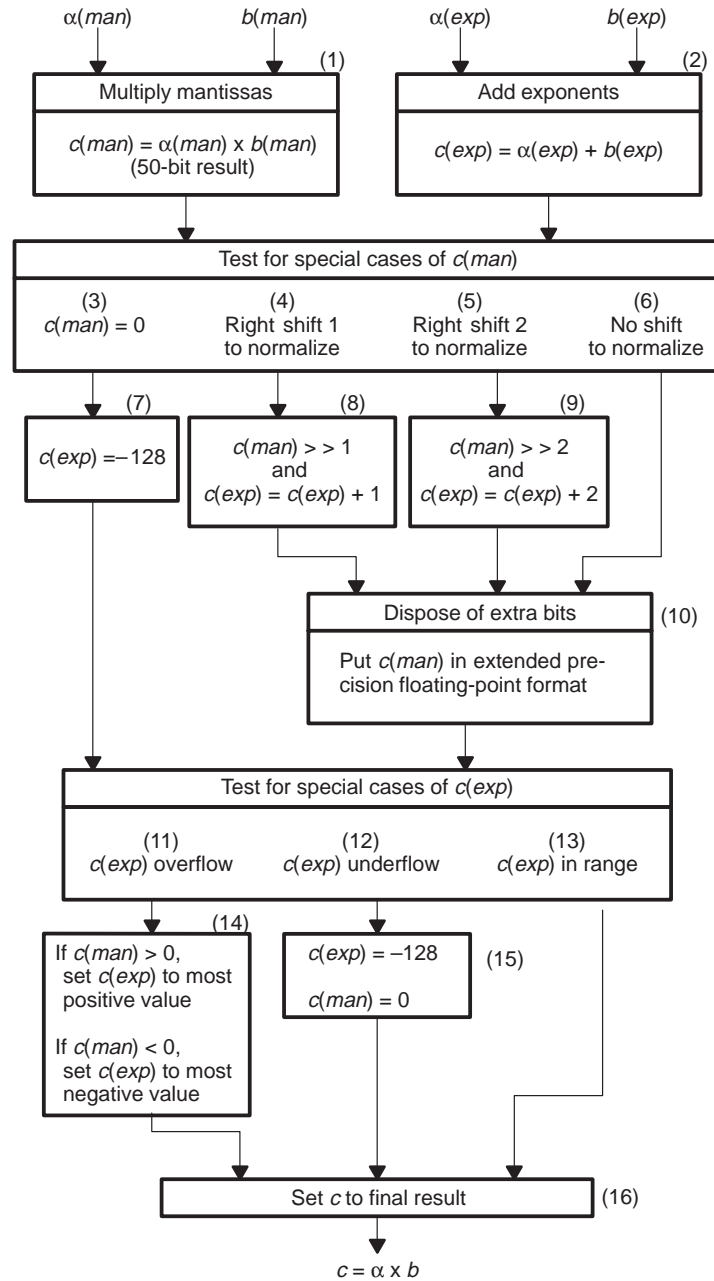 α(man) b(man) α(exp) b(exp)
(1) (2)
Multiply mantissas
c(man) = α(man) x b(man)
(50-bit result)
Add exponents
c(exp) = α(exp) + b(exp)
Test for special cases of c(man)
(3)
c(man) = 0
(4)
Right shift 1
to normalize
(5)
Right shift 2
to normalize
(6)
No shift
to normalize
(7)
c(exp) =–128
(8)
c(man) > > 1
and
c(exp) = c(exp) + 1
(9)
c(man) > > 2
and
c(exp) = c(exp) + 2
Dispose of extra bits
(10)
Put c(man) in extended pre-
cision floating-point format
Test for special cases of c(exp)
(11)
c(exp) overflow
(12)
c(exp) underflow
(13)
c(exp) in range
(14)
If c(man) > 0,
set c(exp) to most
positive value
If c(man) < 0,
set c(exp) to most
negative value
c(exp) = –128
c(man) = 0
(15)
Set c to final result
(16)
c = α x b